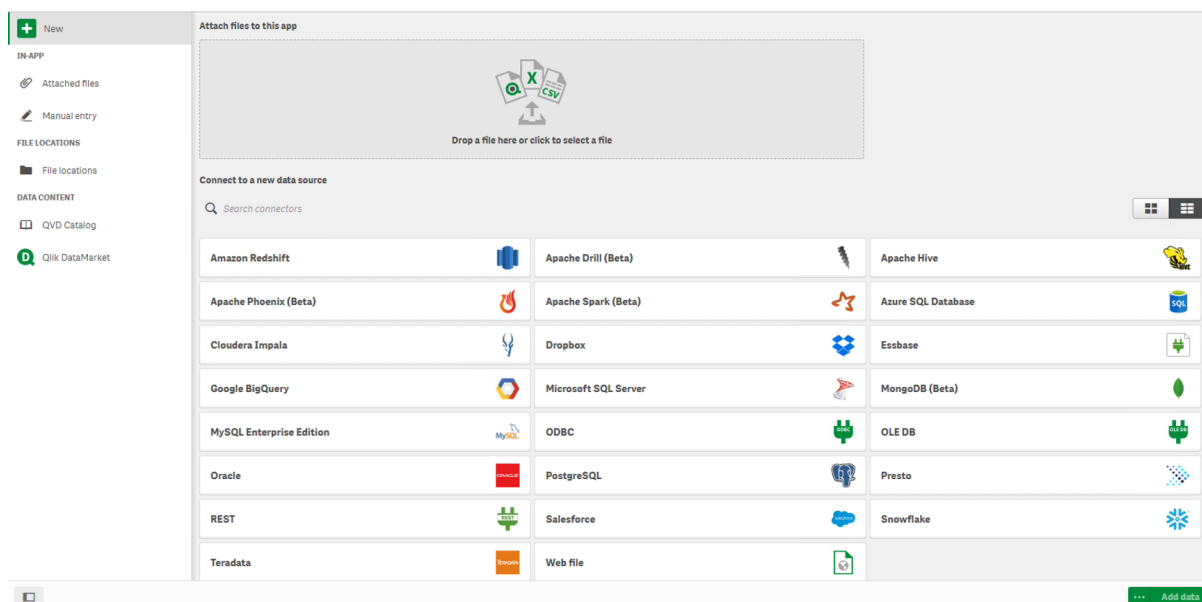 New
IN-APP
Attached files
Manual entry
FILE LOCATIONS
File locations
DATA CONTENT
QVD Catalog
Qlik DataMarket
Attach files to this app
X
CSV
Drop a file here or click to select a file
Connect to a new data source
Search connectors
Amazon Redshift
Apache Drill (Beta)
Apache Hive
HIVE
Apache Phoenix (Beta)
Apache Spark (Beta)
Azure SQL Database
SQL
Cloudera Impala
Dropbox
Essbase
Google BigQuery
Microsoft SQL Server
MongoDB (Beta)
MySQL Enterprise Edition
MySQL
ODBC
ODBC
OLE DB
OLE DB
Oracle
ORACLE
PostgreSQL
Presto
REST
REST
Salesforce
salesforce
Snowflake
Teradata
TERADATA
Web file
Add data